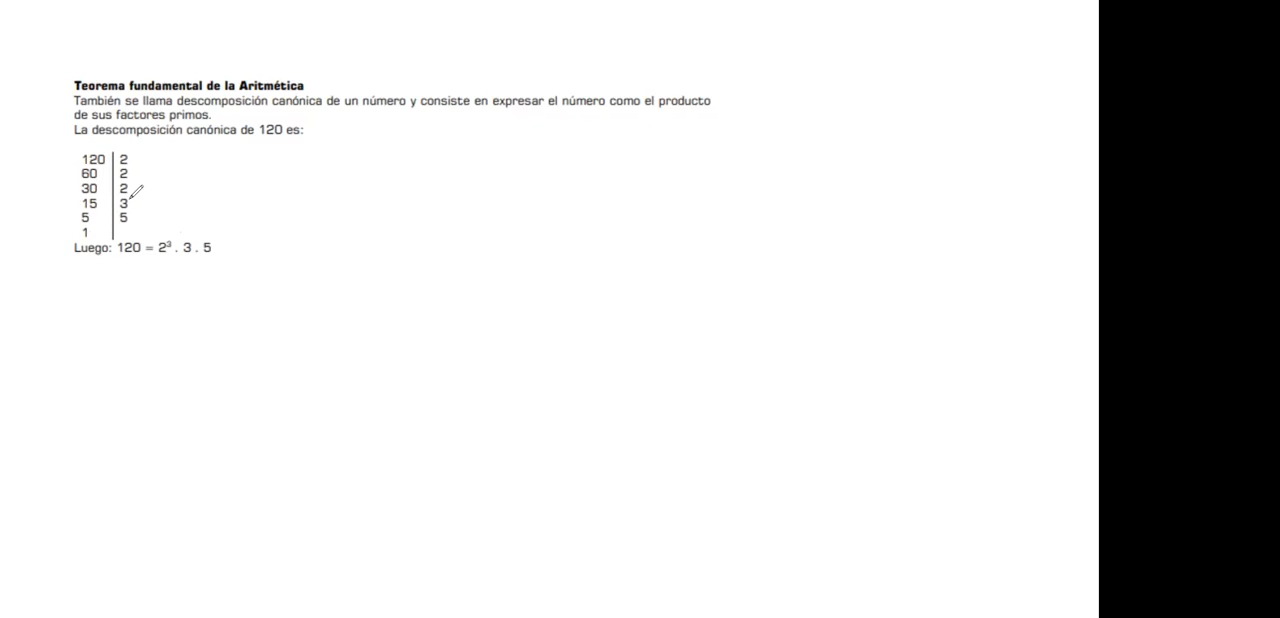 Teorema fundamental de la Aritmética
También se llama descomposición canónica de un número y consiste en expresar el número como el producto
de sus factores primos.
La descomposición canónica de 120 es:
120 | 2
60 | 2
30 | 2
15 | 3
5 | 5
1 |
Luego: 120 = 2³ . 3 . 5